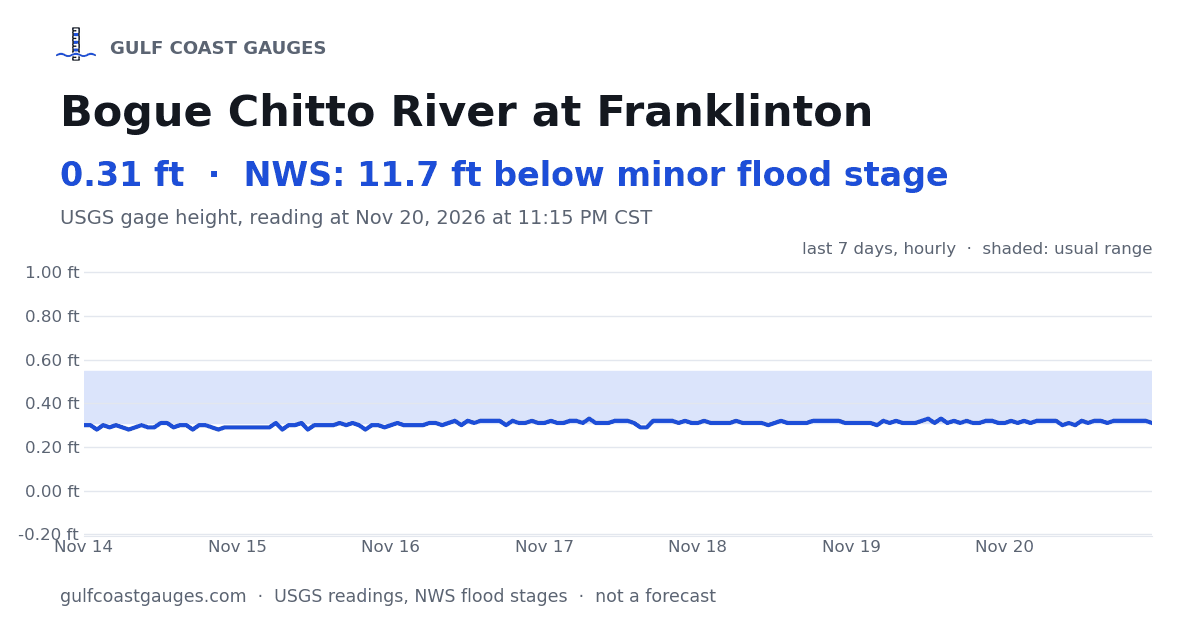 GULF COAST GAUGES
Bogue Chitto River at Franklinton
0.31 ft · NWS: 11.7 ft below minor flood stage
USGS gage height, reading at Nov 20, 2026 at 11:15 PM CST
last 7 days, hourly · shaded: usual range
1.00 ft
0.80 ft
0.60 ft
0.40 ft
0.20 ft
0.00 ft
-0.20 ft
Nov 14 Nov 15 Nov 16 Nov 17 Nov 18 Nov 19 Nov 20
gulfcoastgauges.com · USGS readings, NWS flood stages · not a forecast